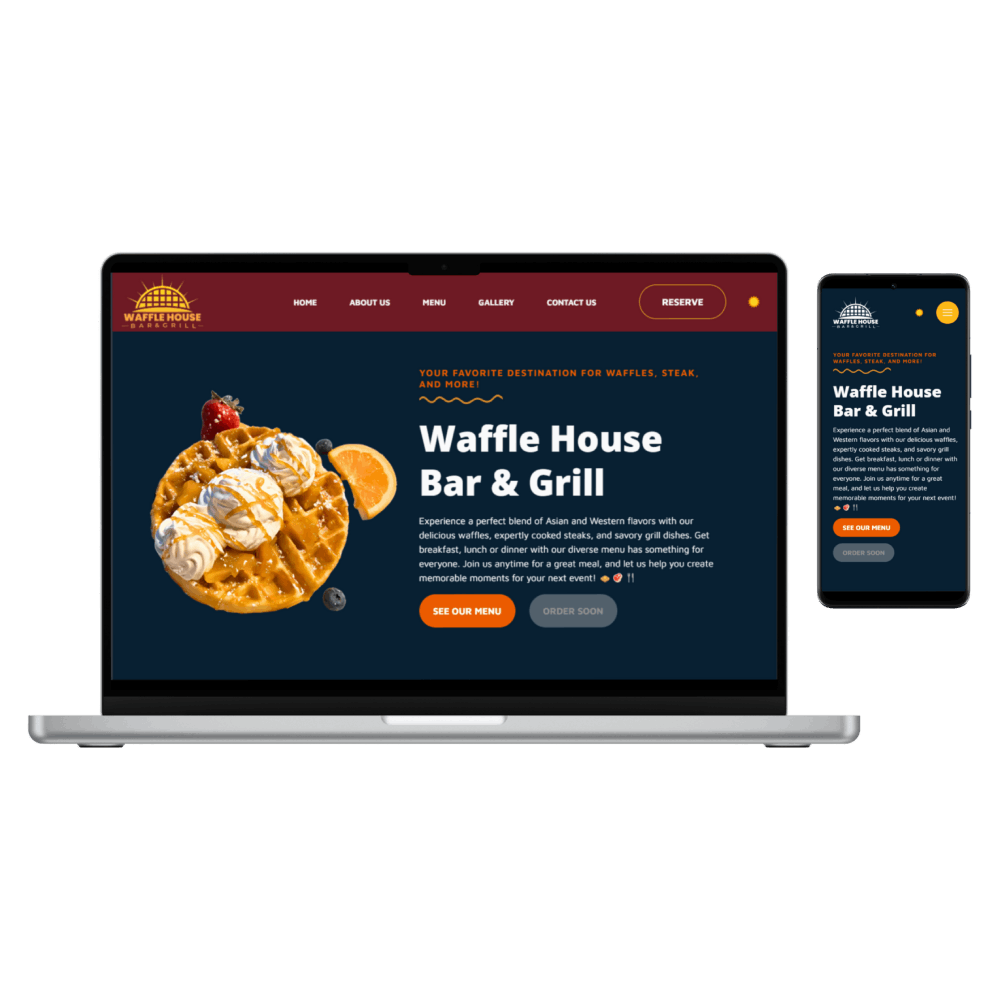 WAFFLE HOUSE
BAR & GRILL
HOME
ABOUT US
MENU
GALLERY
CONTACT US
RESERVE
YOUR FAVORITE DESTINATION FOR WAFFLES, STEAK,
AND MORE!
Waffle House
Bar & Grill
Experience a perfect blend of Asian and Western flavors with our
delicious waffles, expertly cooked steaks, and savory grill dishes. Get
breakfast, lunch or dinner with our diverse menu has something for
everyone. Join us anytime for a great meal, and let us help you create
memorable moments for your next event! 🧇 🥩 🍴
SEE OUR MENU
ORDER SOON
WAFFLE HOUSE
BAR & GRILL
YOUR FAVORITE DESTINATION FOR
WAFFLES, STEAK, AND MORE!
Waffle House
Bar & Grill
Experience a perfect blend of Asian and
Western flavors with our delicious waffles,
expertly cooked steaks, and savory grill
dishes. Get breakfast, lunch or dinner with
our diverse menu has something for
everyone. Join us anytime for a great
meal, and let us help you create
memorable moments for your next event!
🧇 🥩 🍴
SEE OUR MENU
ORDER SOON